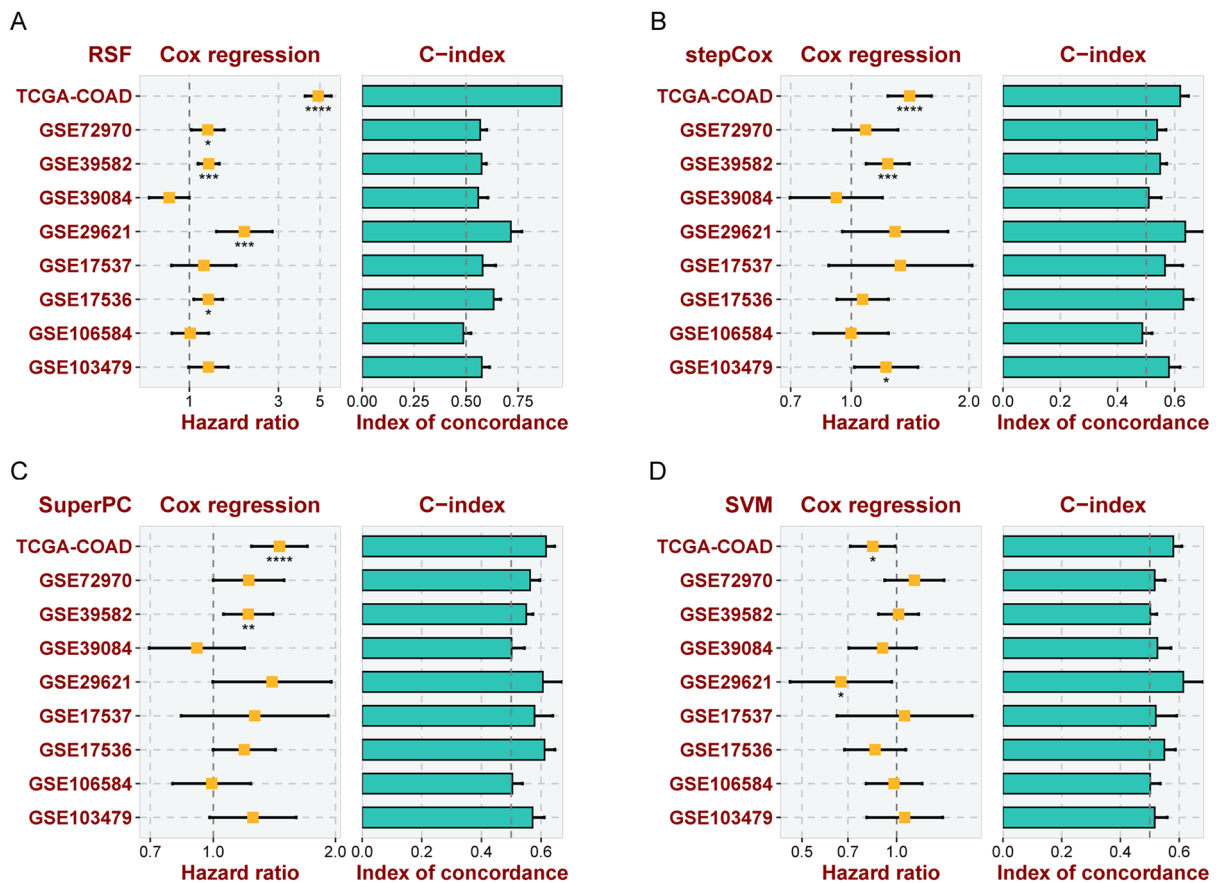 A
RSF Cox regression C−index
TCGA-COAD
****
GSE72970
*
GSE39582
***
GSE39084
GSE29621
***
GSE17537
GSE17536
*
GSE106584
GSE103479
1 3 5 0.00 0.25 0.50 0.75
Hazard ratio Index of concordance
B
stepCox Cox regression C−index
TCGA-COAD
****
GSE72970
GSE39582
***
GSE39084
GSE29621
GSE17537
GSE17536
GSE106584
GSE103479
*
0.7 1.0 2.0 0.0 0.2 0.4 0.6
Hazard ratio Index of concordance
C
SuperPC Cox regression C−index
TCGA-COAD
****
GSE72970
GSE39582
**
GSE39084
GSE29621
GSE17537
GSE17536
GSE106584
GSE103479
0.7 1.0 2.0 0.0 0.2 0.4 0.6
Hazard ratio Index of concordance
D
SVM Cox regression C−index
TCGA-COAD
*
GSE72970
GSE39582
GSE39084
GSE29621
*
GSE17537
GSE17536
GSE106584
GSE103479
0.5 0.7 1.0 0.0 0.2 0.4 0.6
Hazard ratio Index of concordance